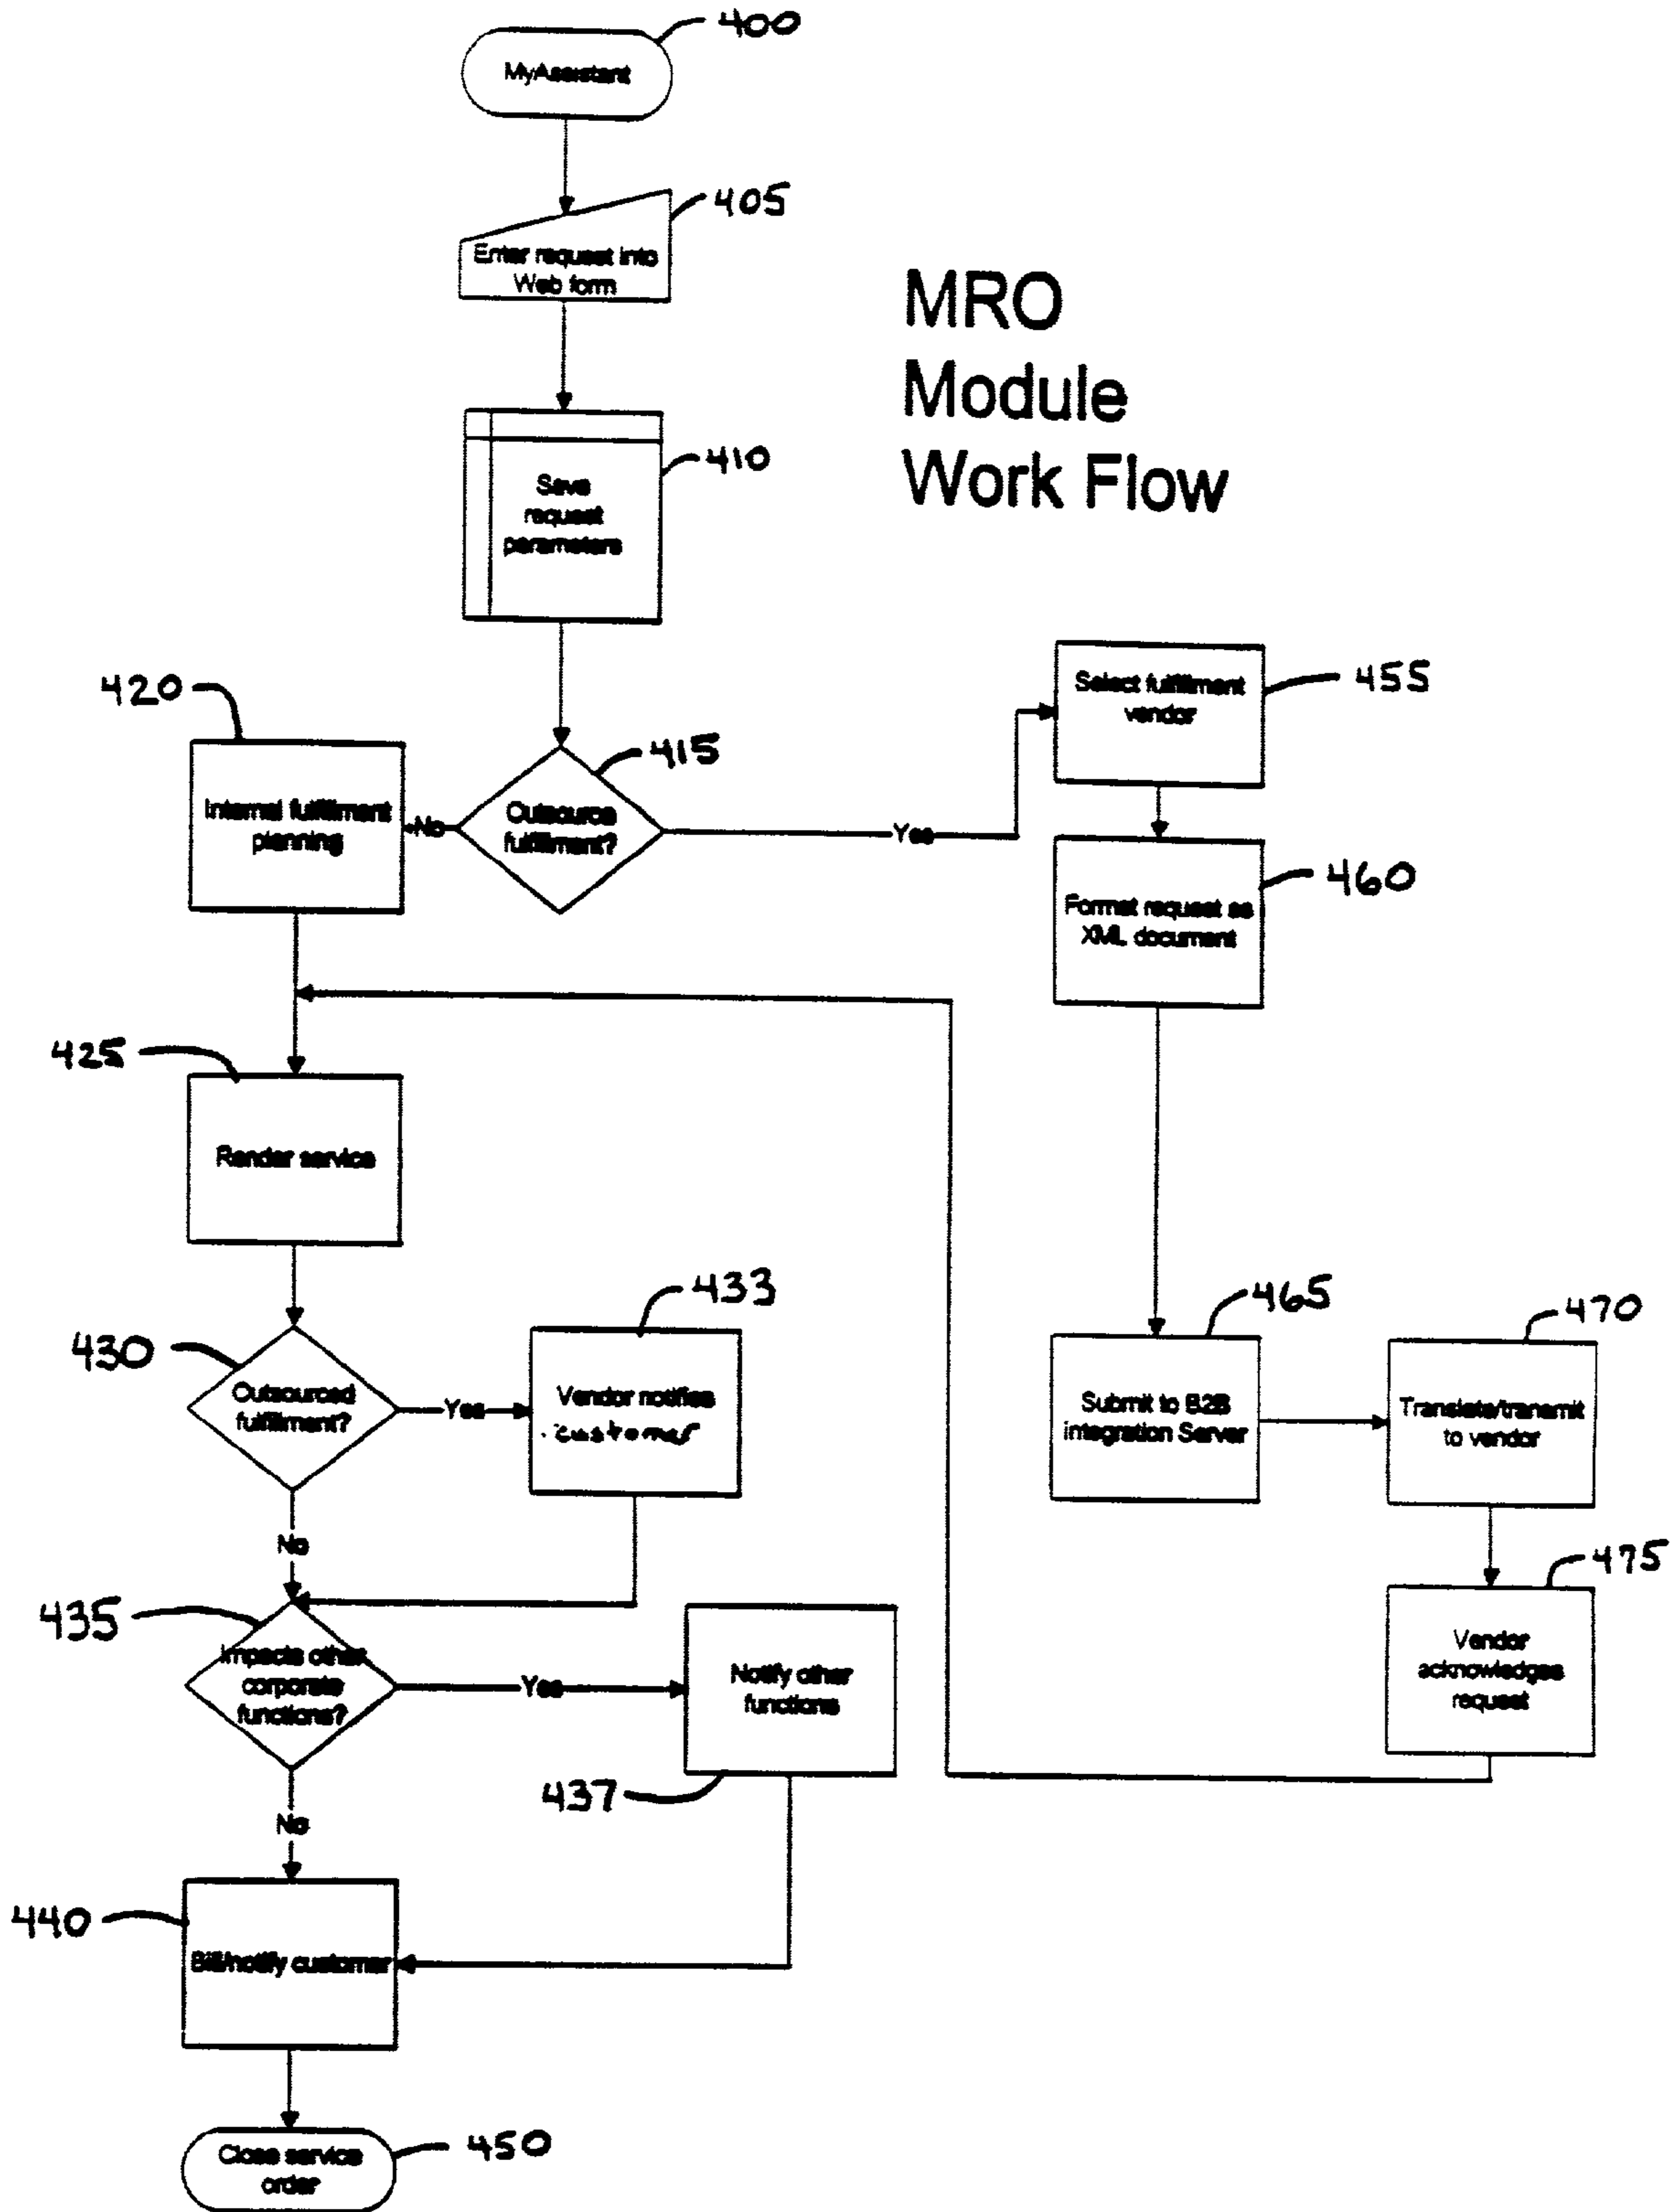 400
MyAssistant
405
Enter request into
Web form
MRO
Module
Work Flow
410
Save
request
parameters
455
Select fulfillment
vendor
420
415
Internal fulfillment
planning
No
Outsource
fulfillment?
Yes
460
Format request as
XML document
425
Render service
433
465
470
430
Outsourced
fulfillment?
Yes
Vendor notifies
customer
Submit to B2B
integration Server
Translate/transmit
to vendor
No
475
435
Impacts other
corporate
functions?
Yes
Notify other
functions
Vendor
acknowledges
request
437
No
440
Bill/notify customer
450
Close service
order